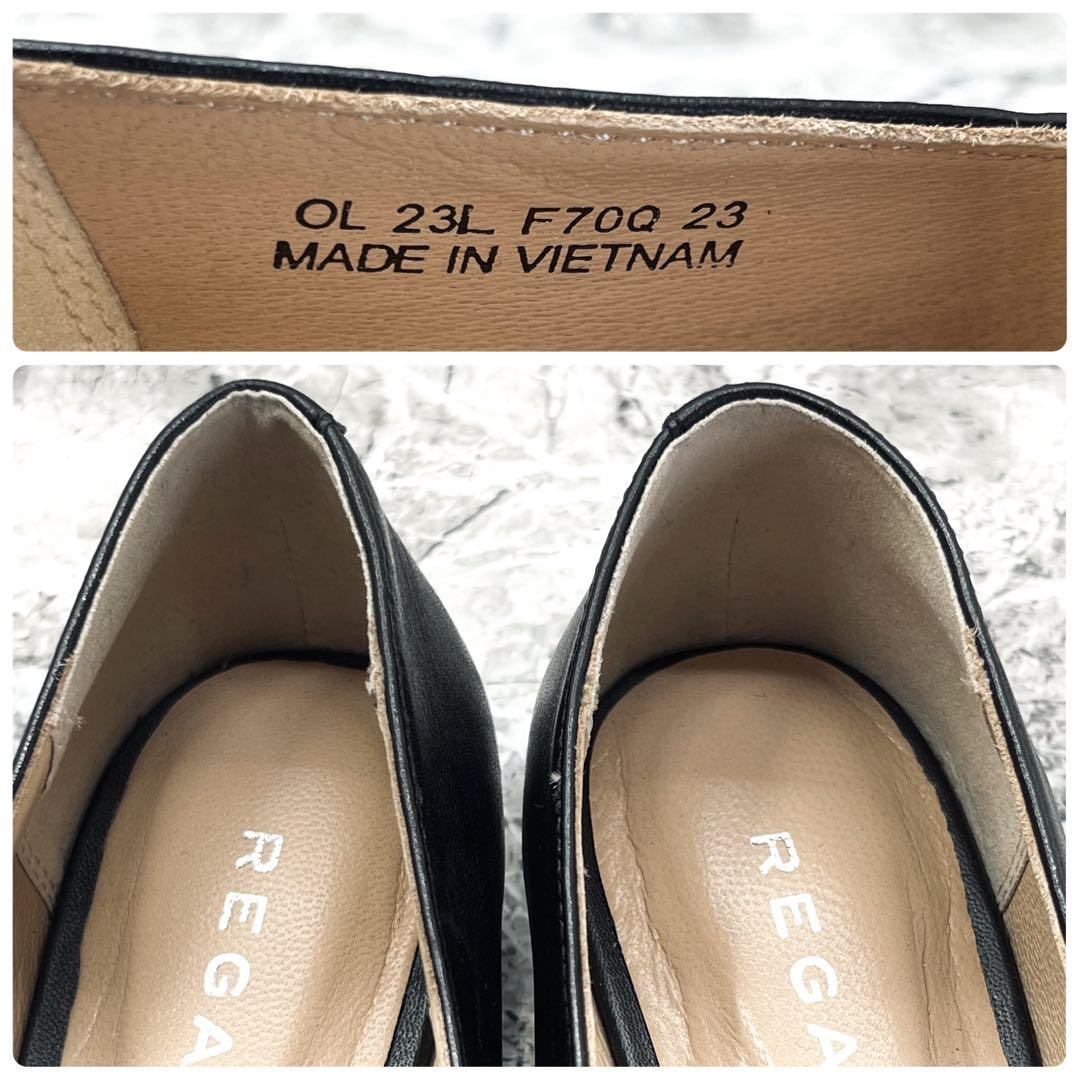 OL 23L F70Q 23
MADE IN VIETNAM
REGA
REGA